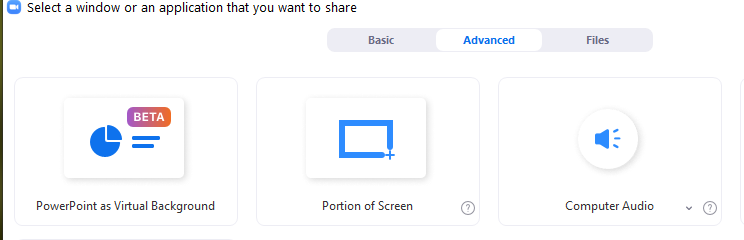 Select a window or an application that you want to share
Basic Advanced Files
BETA
PowerPoint as Virtual Background Portion of Screen ? Computer Audio ?